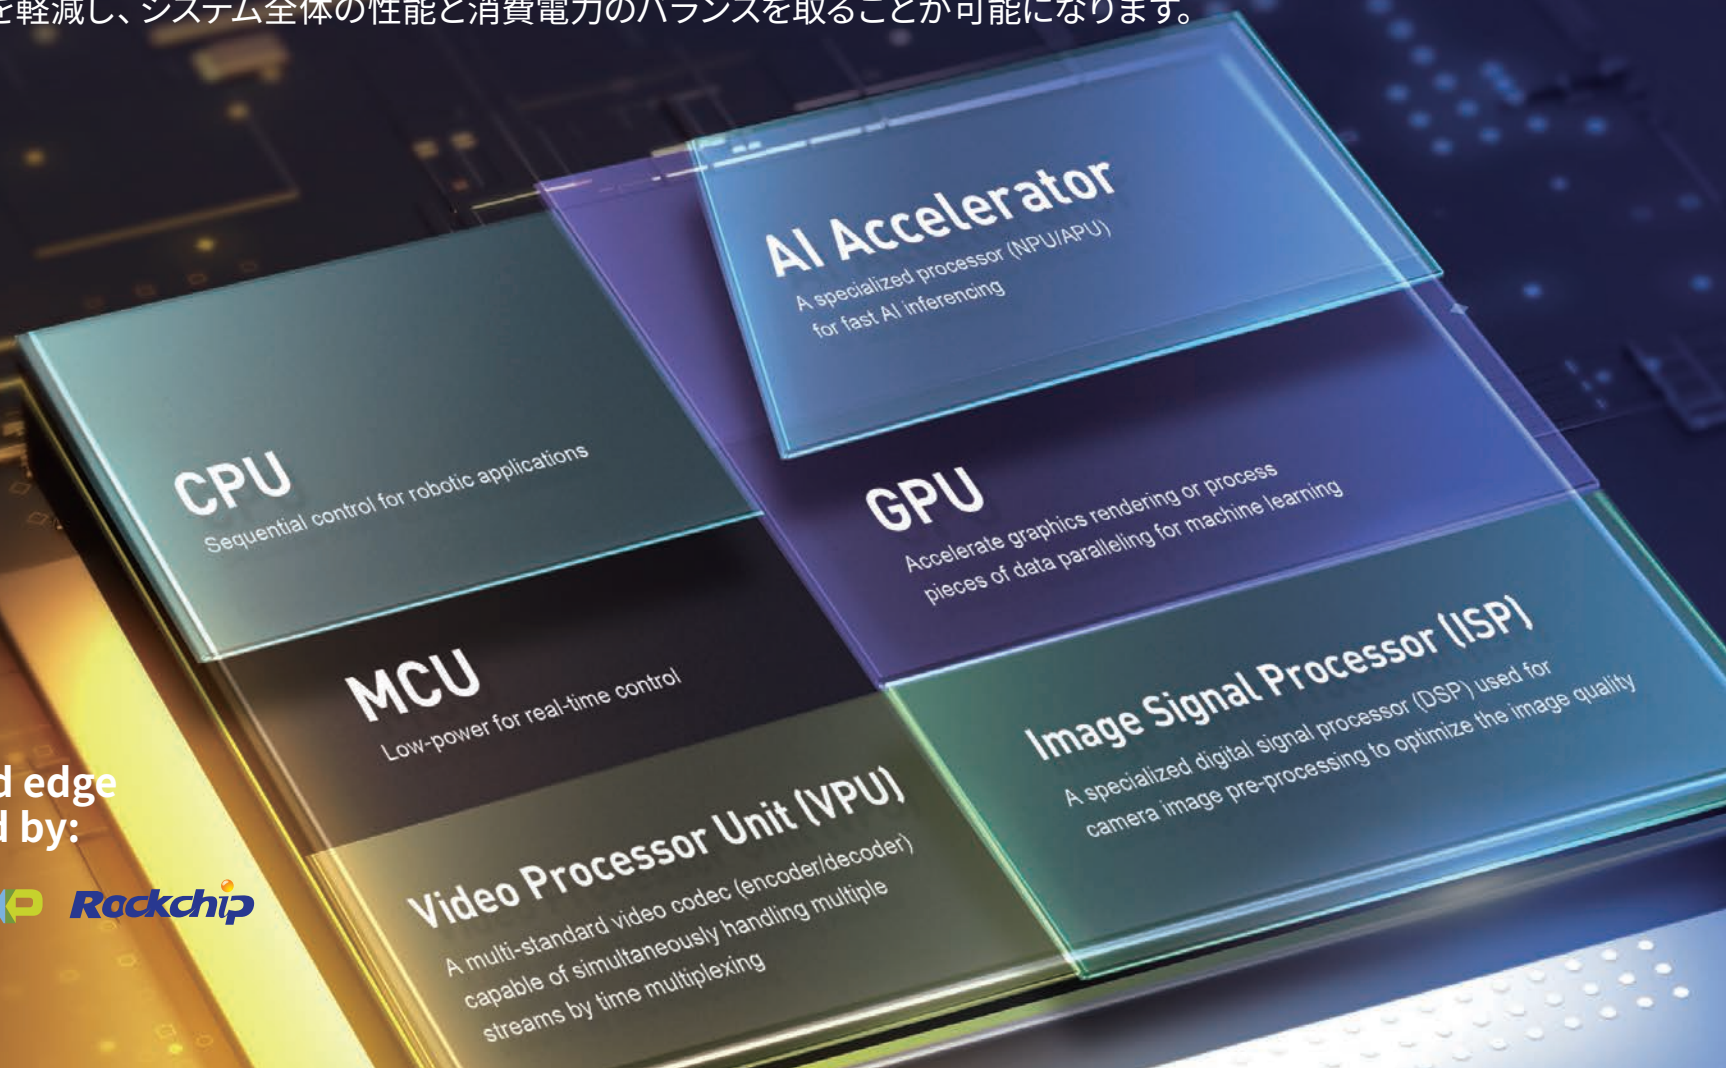 を軽減し、システム全体の性能と消費電力のバランスを取ることが可能になります。
AI Accelerator
A specialized processor (NPU/APU)
for fast AI inferencing
CPU
Sequential control for robotic applications
GPU
Accelerate graphics rendering or process
pieces of data paralleling for machine learning
MCU
Low-power for real-time control
Image Signal Processor (ISP)
A specialized digital signal processor (DSP) used for
camera image pre-processing to optimize the image quality
Video Processor Unit (VPU)
A multi-standard video codec (encoder/decoder)
capable of simultaneously handling multiple
streams by time multiplexing
d edge
d by:
Rockchip